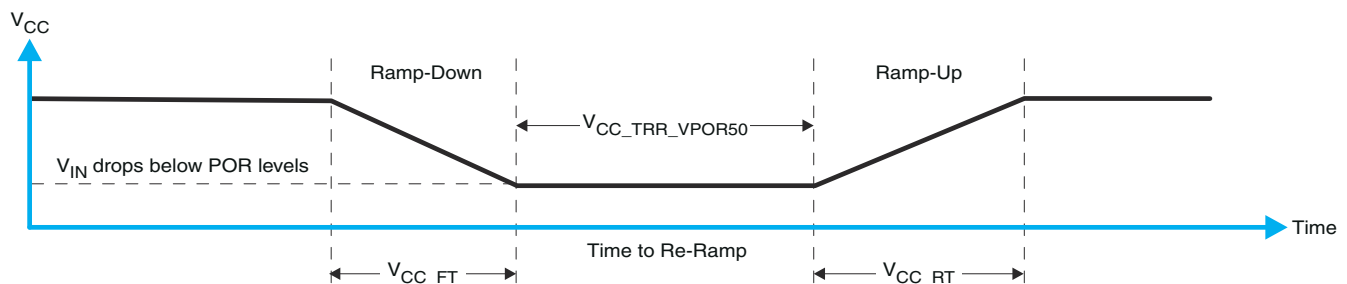 VCC
Ramp-Down
Ramp-Up
VCC_TRR_VPOR50
VIN drops below POR levels
Time
Time to Re-Ramp
VCC_FT
VCC_RT